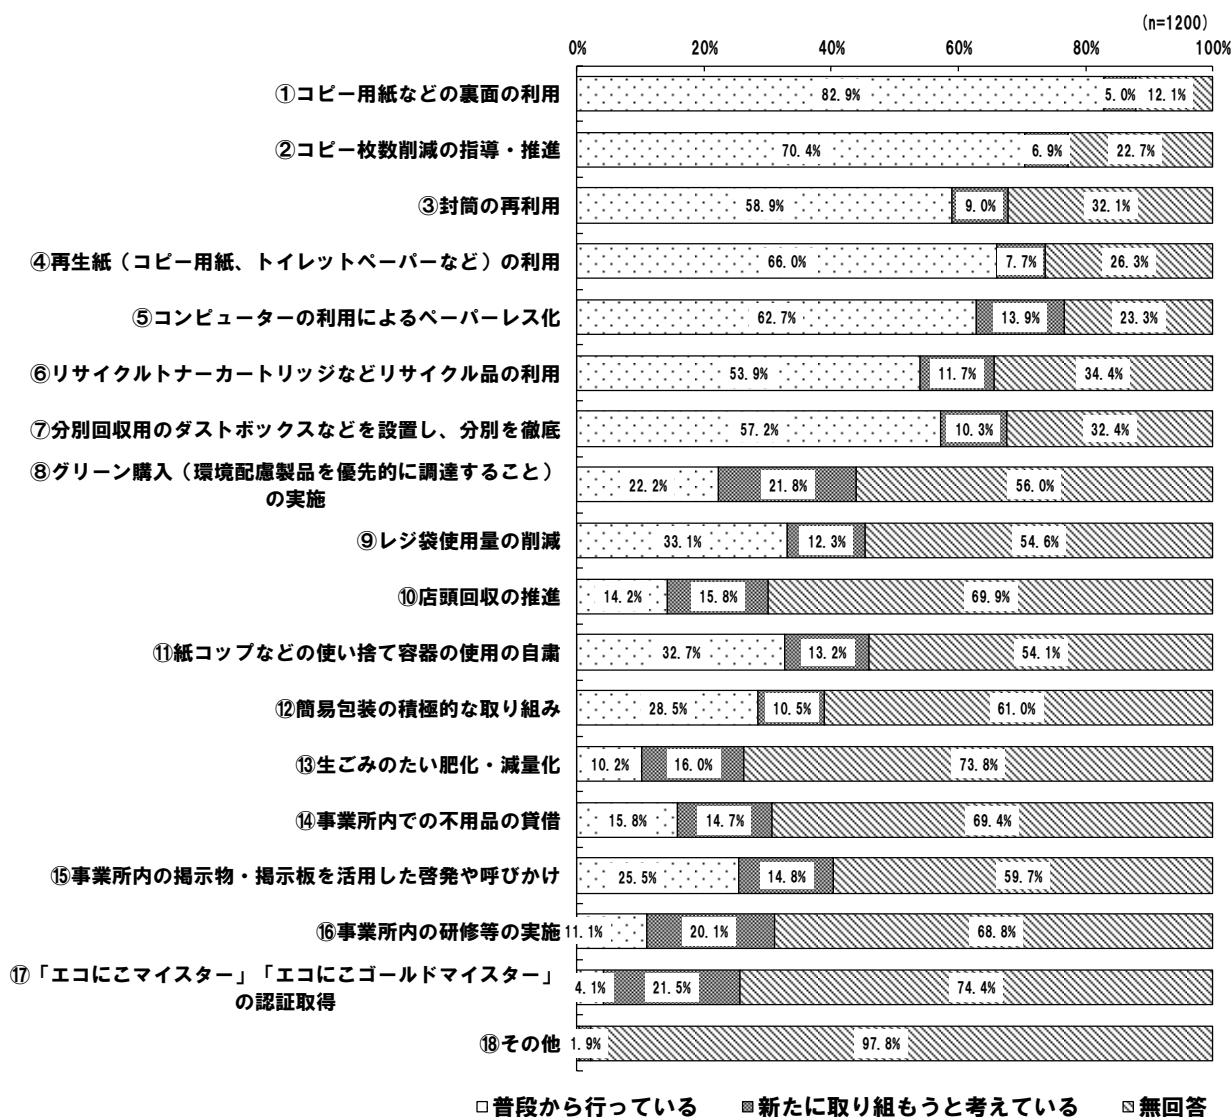 (n=1200)
0% 20% 40% 60% 80% 100%
①コピー用紙などの裏面の利用 82.9% 5.0% 12.1%
②コピー枚数削減の指導・推進 70.4% 6.9% 22.7%
③封筒の再利用 58.9% 9.0% 32.1%
④再生紙（コピー用紙、トイレットペーパーなど）の利用 66.0% 7.7% 26.3%
⑤コンピューターの利用によるペーパーレス化 62.7% 13.9% 23.3%
⑥リサイクルトナーカートリッジなどリサイクル品の利用 53.9% 11.7% 34.4%
⑦分別回収用のダストボックスなどを設置し、分別を徹底 57.2% 10.3% 32.4%
⑧グリーン購入（環境配慮製品を優先的に調達すること）
の実施 22.2% 21.8% 56.0%
⑨レジ袋使用量の削減 33.1% 12.3% 54.6%
⑩店頭回収の推進 14.2% 15.8% 69.9%
⑪紙コップなどの使い捨て容器の使用の自粛 32.7% 13.2% 54.1%
⑫簡易包装の積極的な取り組み 28.5% 10.5% 61.0%
⑬生ごみのたい肥化・減量化 10.2% 16.0% 73.8%
⑭事業所内での不用品の貸借 15.8% 14.7% 69.4%
⑮事業所内の掲示物・掲示板を活用した啓発や呼びかけ 25.5% 14.8% 59.7%
⑯事業所内の研修等の実施 11.1% 20.1% 68.8%
⑰「エコにこマイスター」「エコにこゴールドマイスター」
の認証取得 4.1% 21.5% 74.4%
⑱その他 1.9% 97.8%
普段から行っている 新たに取り組もうと考えている 無回答